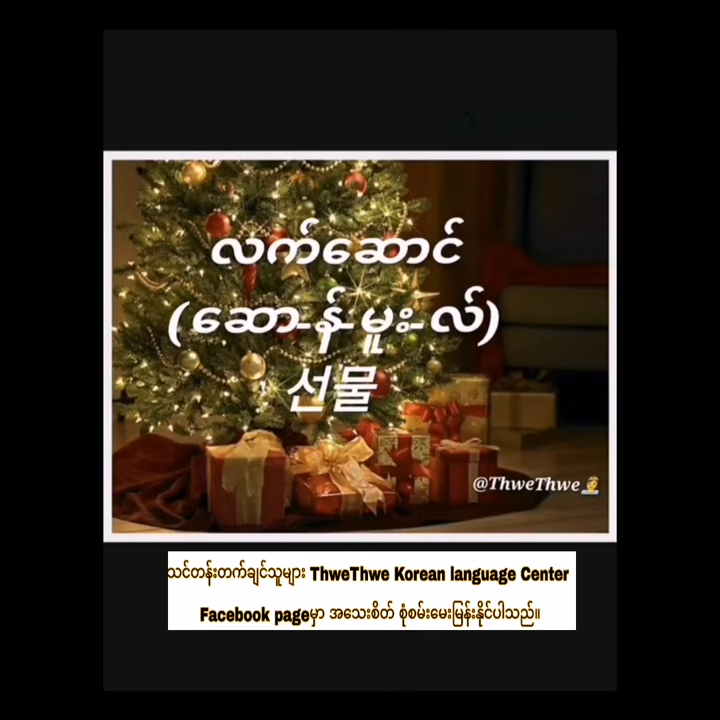 လက်ဆောင်
(ဆော-န်-မူး-လ်)
선물
@ThweThwe
သင်တန်းတက်ချင်သူများ ThweThwe Korean language Center
Facebook pageမှာ အသေးစိတ် စုံစမ်းမေးမြန်းနိုင်ပါသည်။